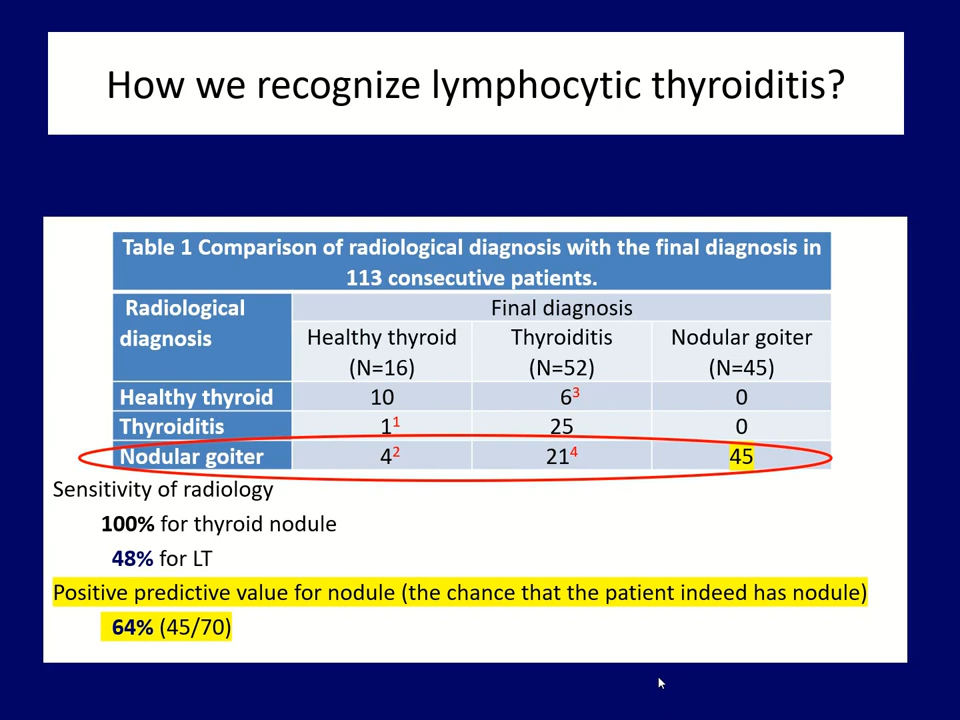 How we recognize lymphocytic thyroiditis?
Table 1 Comparison of radiological diagnosis with the final diagnosis in
113 consecutive patients.
Radiological diagnosis
Final diagnosis
Healthy thyroid (N=16)
Thyroiditis (N=52)
Nodular goiter (N=45)
Healthy thyroid 10 6³ 0
Thyroiditis 1¹ 25 0
Nodular goiter 4² 21⁴ 45
Sensitivity of radiology
100% for thyroid nodule
48% for LT
Positive predictive value for nodule (the chance that the patient indeed has nodule)
64% (45/70)